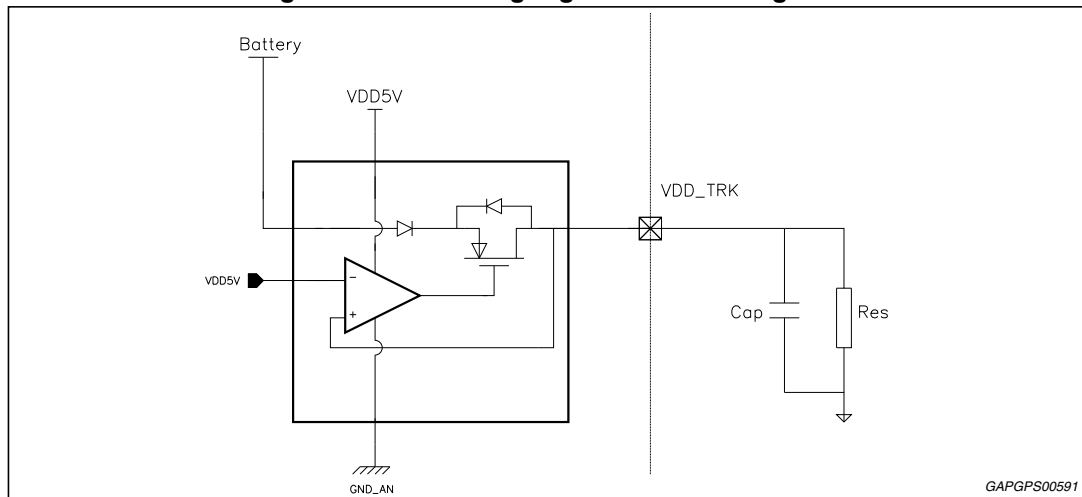 Battery
VDD5V
VDD_TRK
VDD5V
−
+
Cap
Res
GND_AN
GAPGPS00591